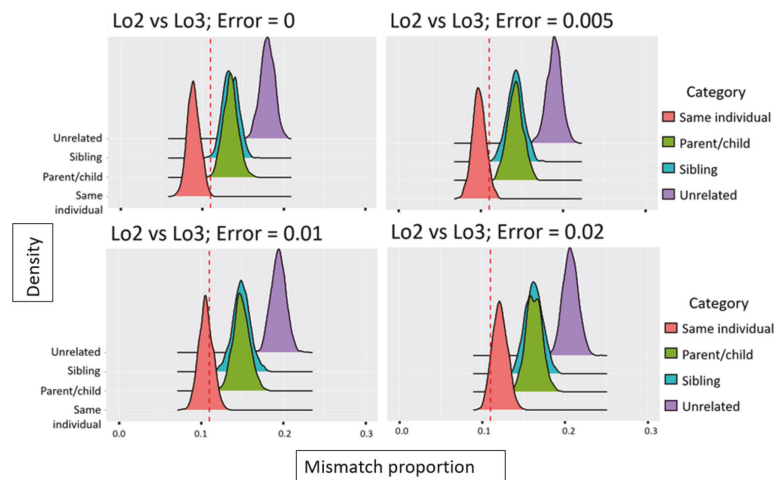 Lo2 vs Lo3; Error = 0
Unrelated
Sibling
Parent/child
Same
individual
Lo2 vs Lo3; Error = 0.005
Category
Same individual
Parent/child
Sibling
Unrelated
Density
Lo2 vs Lo3; Error = 0.01
Unrelated
Sibling
Parent/child
Same
individual
0.0 0.1 0.2 0.3
Lo2 vs Lo3; Error = 0.02
0.0 0.1 0.2 0.3
Category
Same individual
Parent/child
Sibling
Unrelated
Mismatch proportion